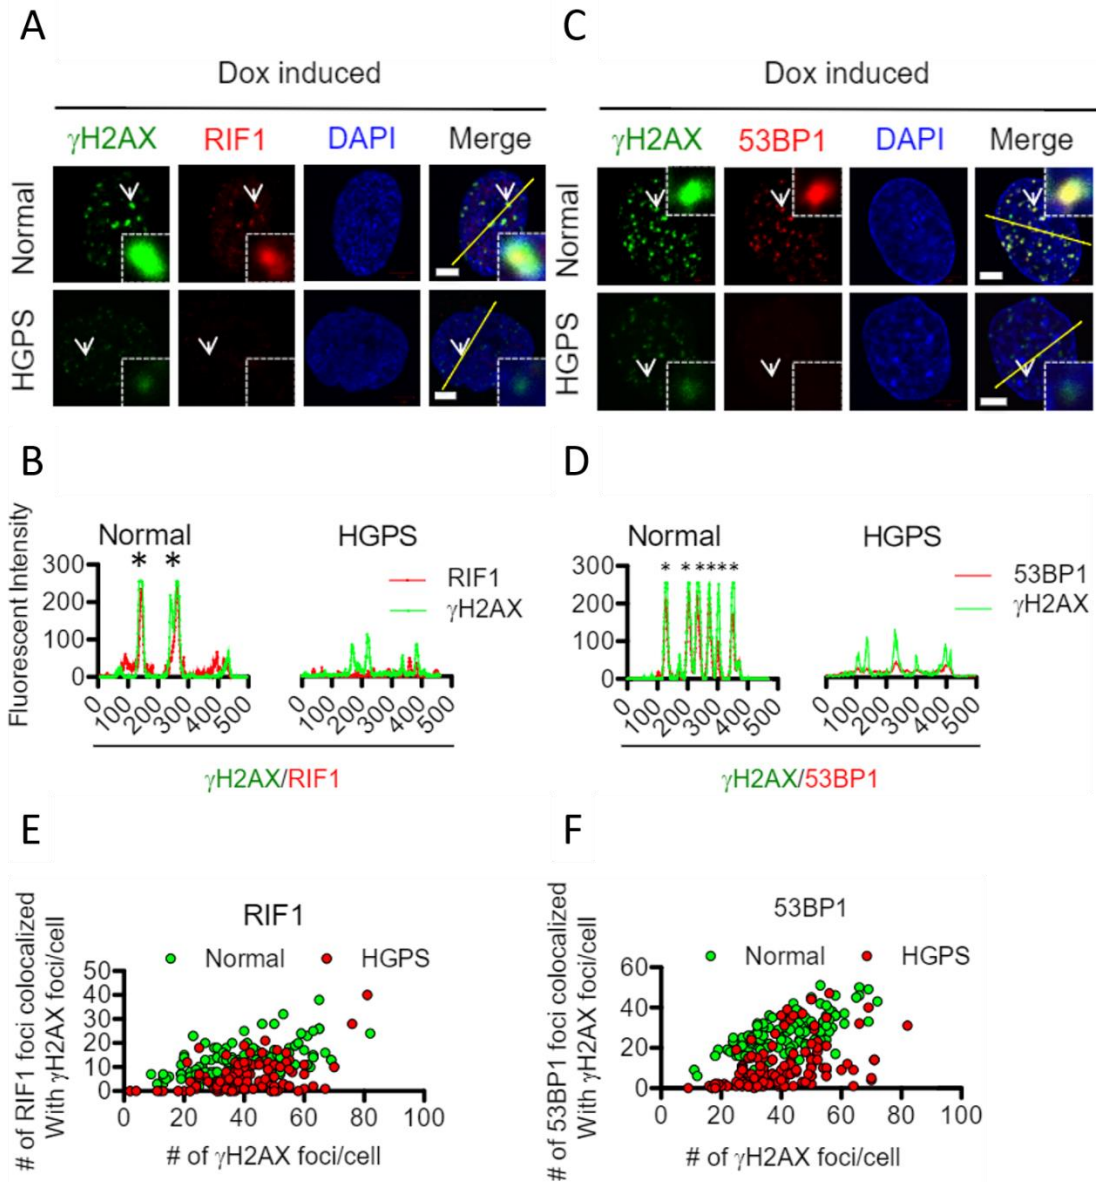 A
C
Dox induced
Dox induced
γH2AX RIF1 DAPI Merge
γH2AX 53BP1 DAPI Merge
Normal
Normal
HGPS
HGPS
B
D
Fluorescent Intensity
Normal
HGPS
Normal
HGPS
* *
* * * * * *
RIF1
γH2AX
53BP1
γH2AX
300
200
100
0
0 100 200 300 400 500
0 100 200 300 400 500
300
200
100
0
0 100 200 300 400 500
0 100 200 300 400 500
γH2AX/RIF1
γH2AX/53BP1
E
F
# of RIF1 foci colocalized
With γH2AX foci/cell
RIF1
Normal HGPS
50
40
30
20
10
0
0 20 40 60 80 100
# of γH2AX foci/cell
# of 53BP1 foci colocalized
With γH2AX foci/cell
53BP1
Normal HGPS
60
40
20
0
0 20 40 60 80 100
# of γH2AX foci/cell